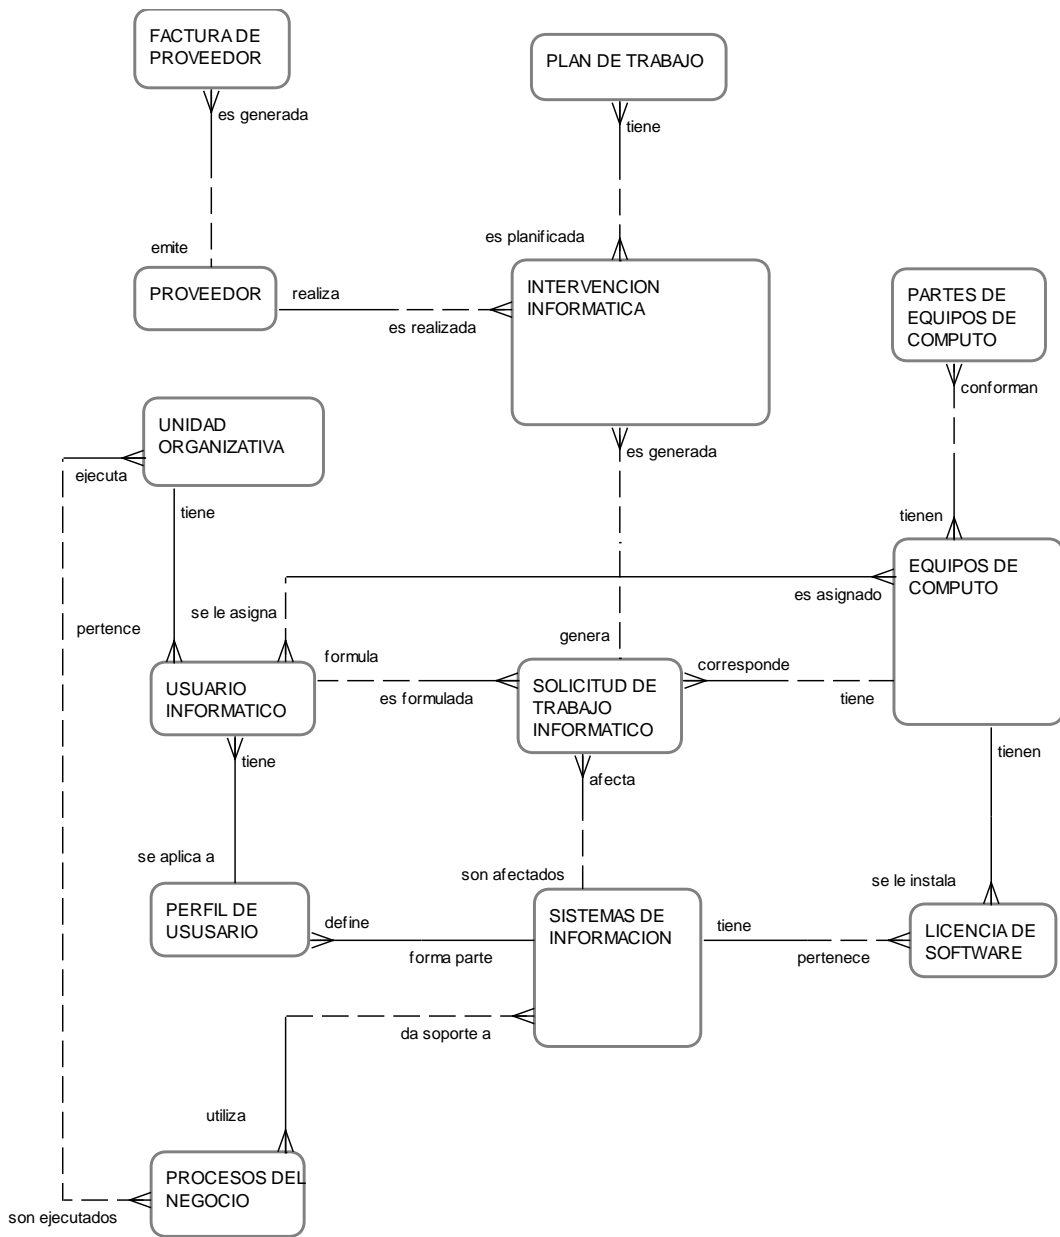 FACTURA DE
PROVEEDOR
PLAN DE TRABAJO
es generada
tiene
emite
es planificada
PROVEEDOR
realiza
es realizada
INTERVENCION
INFORMATICA
PARTES DE
EQUIPOS DE
COMPUTO
conforman
UNIDAD
ORGANIZATIVA
ejecuta
es generada
tiene
tienen
EQUIPOS DE
COMPUTO
es asignado
se le asigna
pertence
genera
formula
corresponde
USUARIO
INFORMATICO
es formulada
SOLICITUD DE
TRABAJO
INFORMATICO
tiene
tiene
afecta
tienen
se aplica a
son afectados
se le instala
PERFIL DE
USUSARIO
define
forma parte
SISTEMAS DE
INFORMACION
tiene
pertenece
LICENCIA DE
SOFTWARE
da soporte a
utiliza
PROCESOS DEL
NEGOCIO
son ejecutados